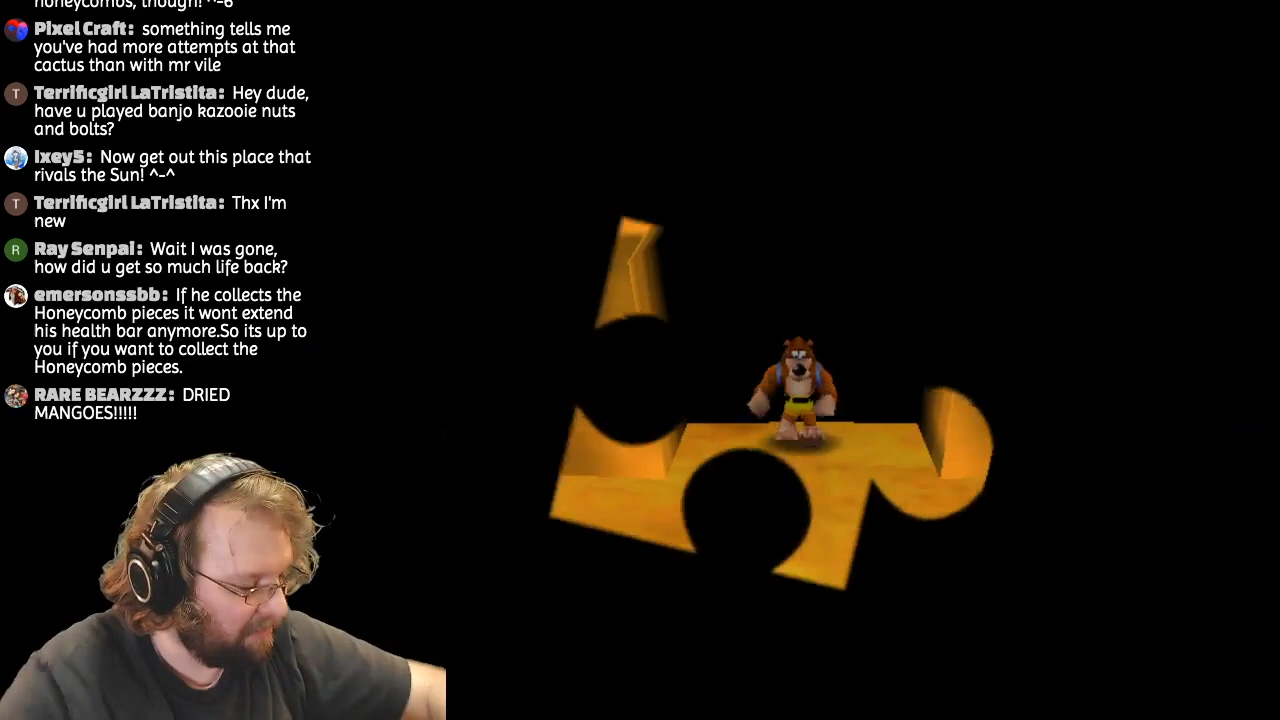 honeycombs, though! ^-6
Pixel Craft: something tells me
you've had more attempts at that
cactus than with mr vile
T
Terrificgirl LaTristita: Hey dude,
have u played banjo kazooie nuts
and bolts?
Ixey5: Now get out this place that
rivals the Sun! ^-^
T
Terrificgirl LaTristita: Thx I'm
new
R
Ray Senpai: Wait I was gone,
how did u get so much life back?
emersonssbb: If he collects the
Honeycomb pieces it wont extend
his health bar anymore.So its up to
you if you want to collect the
Honeycomb pieces.
RARE BEARZZZ: DRIED
MANGOES!!!!!